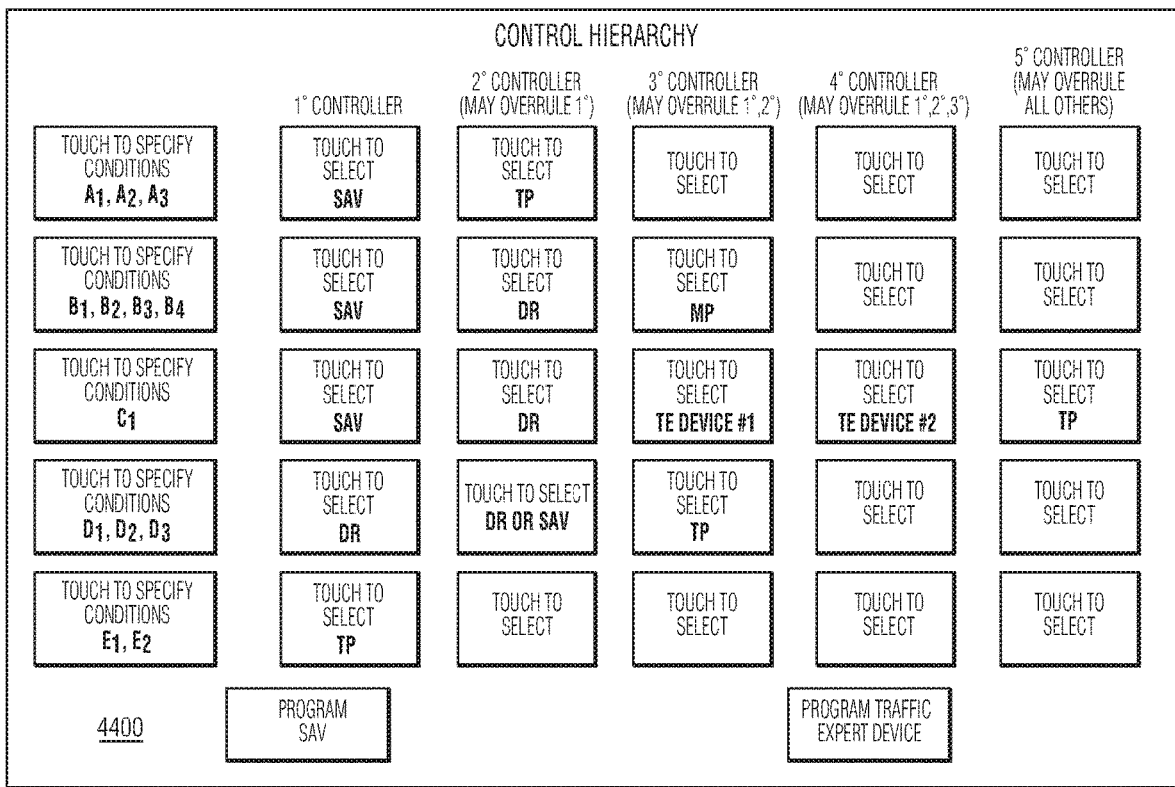 CONTROL HIERARCHY
1° CONTROLLER
2° CONTROLLER
(MAY OVERRULE 1°)
3° CONTROLLER
(MAY OVERRULE 1°,2°)
4° CONTROLLER
(MAY OVERRULE 1°,2°,3°)
5° CONTROLLER
(MAY OVERRULE
ALL OTHERS)
TOUCH TO SPECIFY
CONDITIONS
A1, A2, A3
TOUCH TO
SELECT
SAV
TOUCH TO
SELECT
TP
TOUCH TO
SELECT
TOUCH TO
SELECT
TOUCH TO
SELECT
TOUCH TO SPECIFY
CONDITIONS
B1, B2, B3, B4
TOUCH TO
SELECT
SAV
TOUCH TO
SELECT
DR
TOUCH TO
SELECT
MP
TOUCH TO
SELECT
TOUCH TO
SELECT
TOUCH TO SPECIFY
CONDITIONS
C1
TOUCH TO
SELECT
SAV
TOUCH TO
SELECT
DR
TOUCH TO
SELECT
TE DEVICE #1
TOUCH TO
SELECT
TE DEVICE #2
TOUCH TO
SELECT
TP
TOUCH TO SPECIFY
CONDITIONS
D1, D2, D3
TOUCH TO
SELECT
DR
TOUCH TO SELECT
DR OR SAV
TOUCH TO
SELECT
TP
TOUCH TO
SELECT
TOUCH TO
SELECT
TOUCH TO SPECIFY
CONDITIONS
E1, E2
TOUCH TO
SELECT
TP
TOUCH TO
SELECT
TOUCH TO
SELECT
TOUCH TO
SELECT
TOUCH TO
SELECT
4400
PROGRAM
SAV
PROGRAM TRAFFIC
EXPERT DEVICE